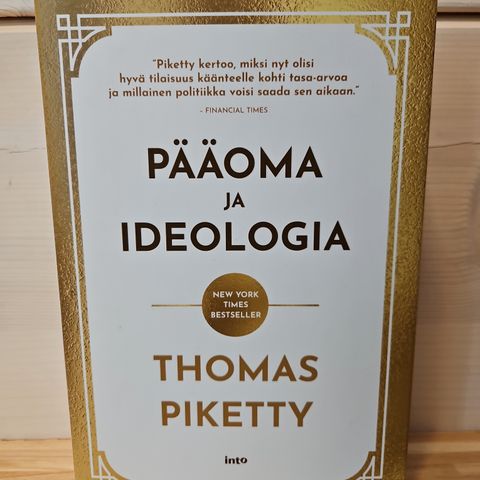 "Piketty kertoo, miksi nyt olisi
hyvä tilaisuus käänteelle kohti tasa-arvoa
ja millainen politiikka voisi saada sen aikaan."
– FINANCIAL TIMES
PÄÄOMA
JA
IDEOLOGIA
NEW YORK
TIMES
BESTSELLER
THOMAS
PIKETTY
into